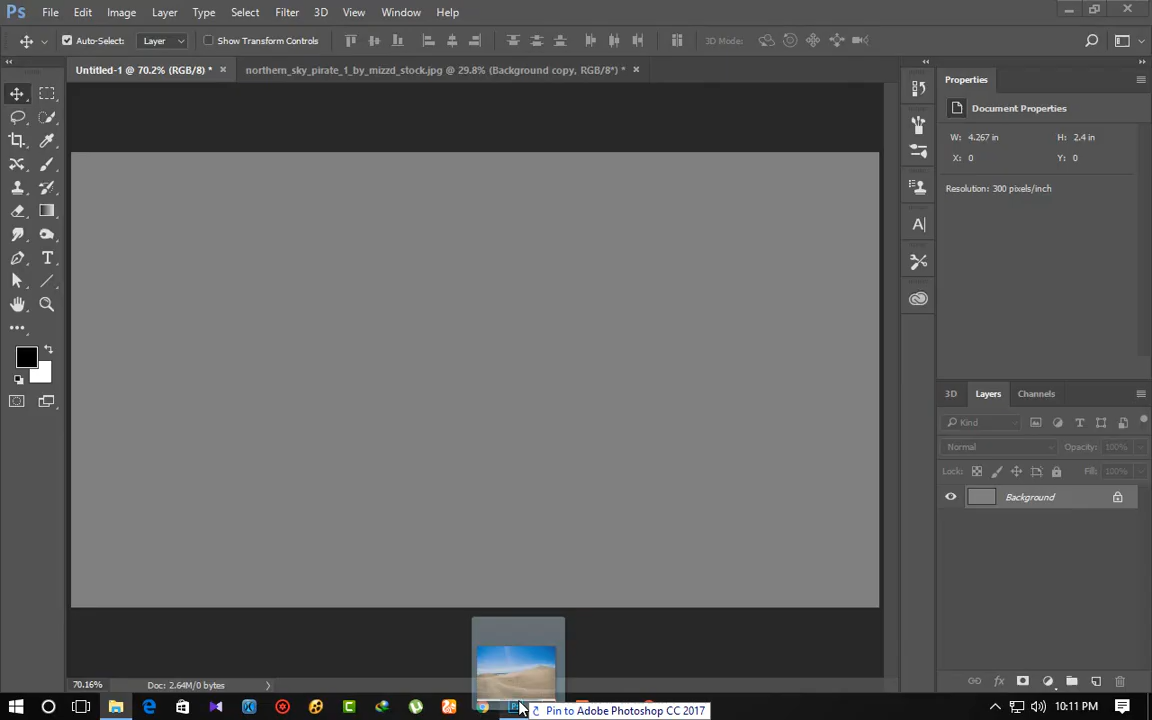 Ps File Edit Image Layer Type Select Filter 3D View Window Help
Auto-Select: Layer Show Transform Controls 3D Mode:
Untitled-1 @ 70.2% (RGB/8) * × northern_sky_pirate_1_by_mizzd_stock.jpg @ 29.8% (Background copy, RGB/8*) * ×
Properties
Document Properties
W: 4.267 in H: 2.4 in
X: 0 Y: 0
Resolution: 300 pixels/inch
3D Layers Channels
Kind
Normal Opacity: 100%
Lock: Fill: 100%
Background
70.16% Doc: 2.64M/0 bytes
Pin to Adobe Photoshop CC 2017
10:11 PM